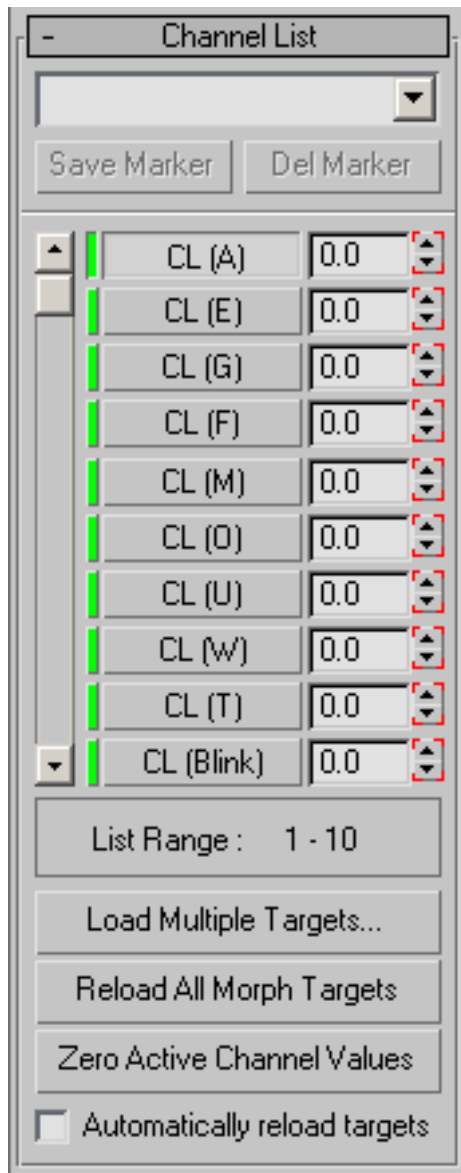 - Channel List
Save Marker Del Marker
CL (A) 0.0
CL (E) 0.0
CL (G) 0.0
CL (F) 0.0
CL (M) 0.0
CL (O) 0.0
CL (U) 0.0
CL (W) 0.0
CL (T) 0.0
CL (Blink) 0.0
List Range : 1 - 10
Load Multiple Targets...
Reload All Morph Targets
Zero Active Channel Values
Automatically reload targets